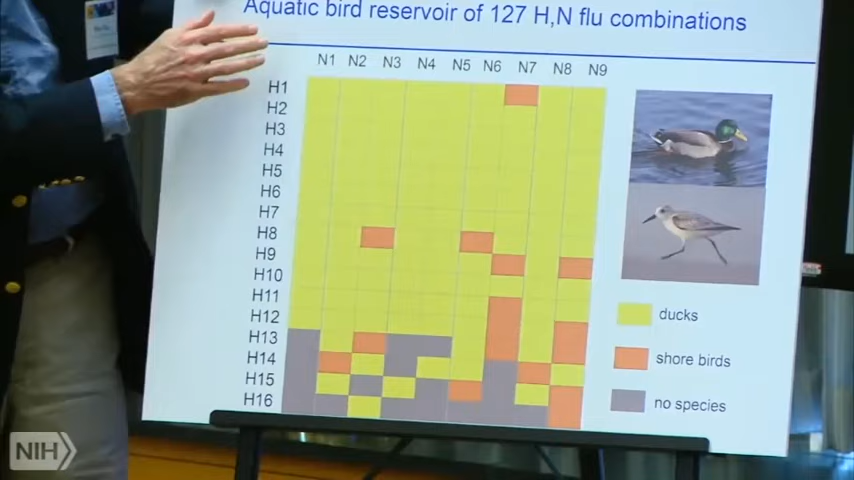 Aquatic bird reservoir of 127 H,N flu combinations
N1 N2 N3 N4 N5 N6 N7 N8 N9
H1
H2
H3
H4
H5
H6
H7
H8
H9
H10
H11
H12
H13
H14
H15
H16
ducks
shore birds
no species
NIH